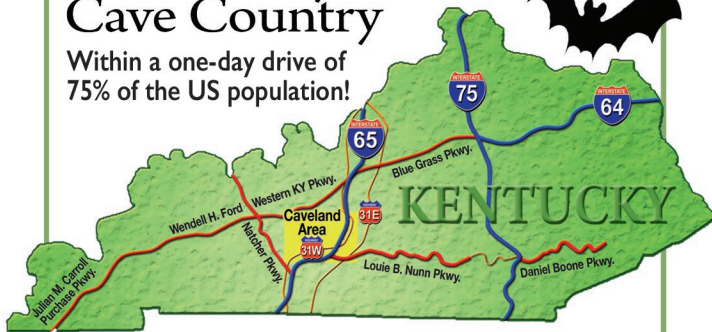 Cave Country
Within a one-day drive of
75% of the US population!
INTERSTATE
75
INTERSTATE
64
INTERSTATE
65
Blue Grass Pkwy.
Western KY Pkwy.
Wendell H. Ford
KENTUCKY
31E
Caveland
Area
31W
Natcher Pkwy.
Louie B. Nunn Pkwy.
Daniel Boone Pkwy.
Julian M. Carroll
Purchase Pkwy.